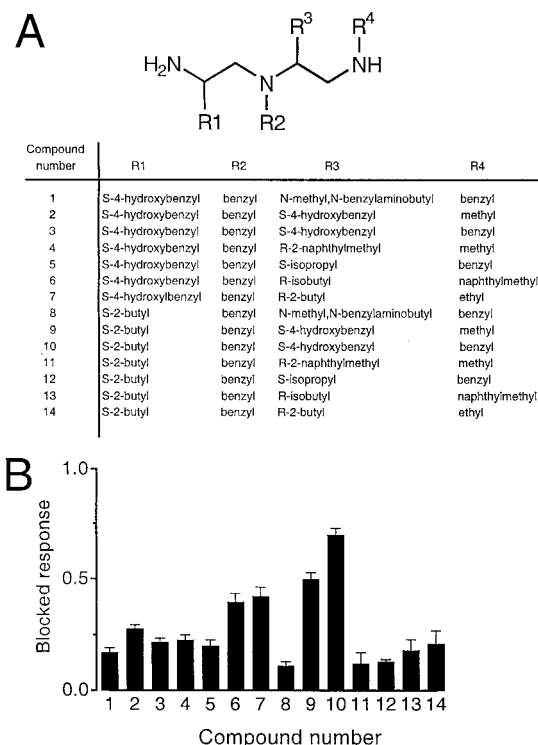 A
R³ R⁴
H₂N N NH
R1 R2
Compound number R1 R2 R3 R4
1 S-4-hydroxybenzyl benzyl N-methyl,N-benzylaminobutyl benzyl
2 S-4-hydroxybenzyl benzyl S-4-hydroxybenzyl methyl
3 S-4-hydroxybenzyl benzyl S-4-hydroxybenzyl benzyl
4 S-4-hydroxybenzyl benzyl R-2-naphthylmethyl methyl
5 S-4-hydroxybenzyl benzyl S-isopropyl benzyl
6 S-4-hydroxybenzyl benzyl R-isobutyl naphthylmethyl
7 S-4-hydroxylbenzyl benzyl R-2-butyl ethyl
8 S-2-butyl benzyl N-methyl,N-benzylaminobutyl benzyl
9 S-2-butyl benzyl S-4-hydroxybenzyl methyl
10 S-2-butyl benzyl S-4-hydroxybenzyl benzyl
11 S-2-butyl benzyl R-2-naphthylmethyl methyl
12 S-2-butyl benzyl S-isopropyl benzyl
13 S-2-butyl benzyl R-isobutyl naphthylmethyl
14 S-2-butyl benzyl R-2-butyl ethyl
B
Blocked response
1.0
0.5
0.0
1 2 3 4 5 6 7 8 9 10 11 12 13 14
Compound number